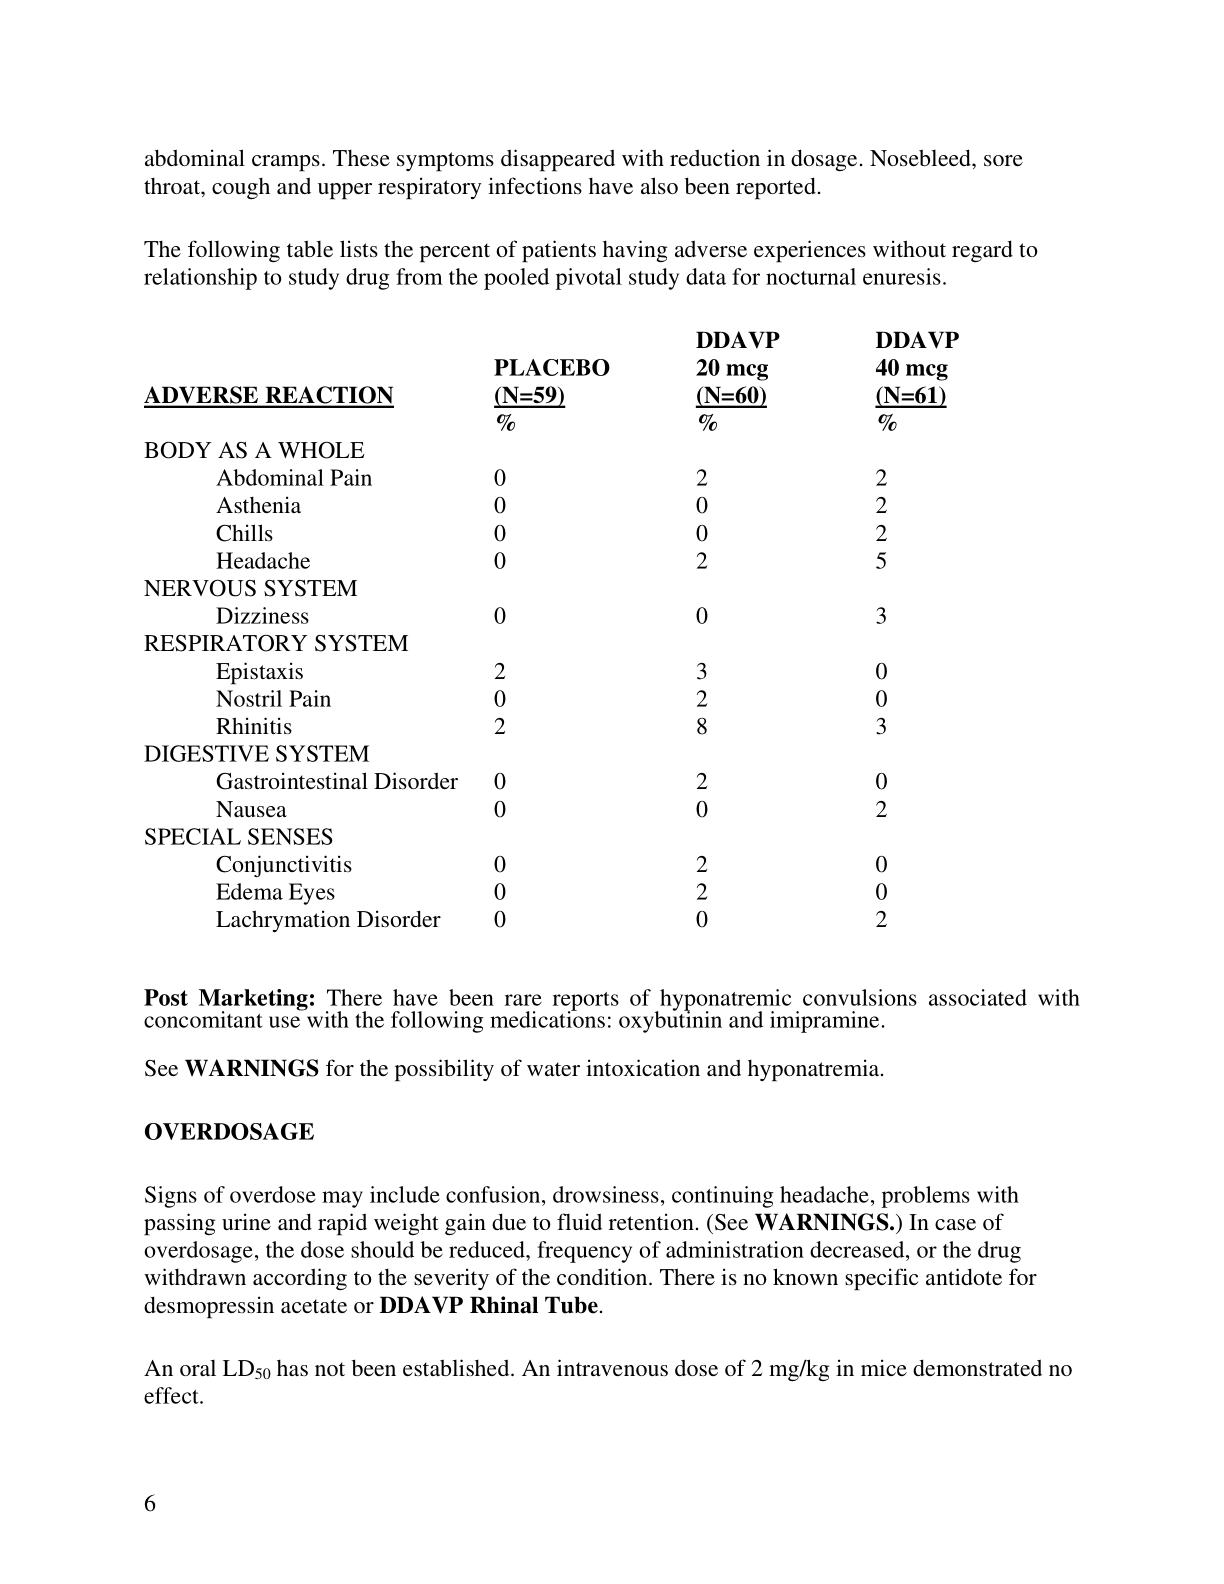 abdominal cramps. These symptoms disappeared with reduction in dosage. Nosebleed, sore
throat, cough and upper respiratory infections have also been reported.
The following table lists the percent of patients having adverse experiences without regard to
relationship to study drug from the pooled pivotal study data for nocturnal enuresis.
DDAVP DDAVP
PLACEBO 20 mcg 40 mcg
ADVERSE REACTION (N=59) (N=60) (N=61)
% % %
BODY AS A WHOLE
Abdominal Pain 0 2 2
Asthenia 0 0 2
Chills 0 0 2
Headache 0 2 5
NERVOUS SYSTEM
Dizziness 0 0 3
RESPIRATORY SYSTEM
Epistaxis 2 3 0
Nostril Pain 0 2 0
Rhinitis 2 8 3
DIGESTIVE SYSTEM
Gastrointestinal Disorder 0 2 0
Nausea 0 0 2
SPECIAL SENSES
Conjunctivitis 0 2 0
Edema Eyes 0 2 0
Lachrymation Disorder 0 0 2
Post Marketing: There have been rare reports of hyponatremic convulsions associated with
concomitant use with the following medications: oxybutinin and imipramine.
See WARNINGS for the possibility of water intoxication and hyponatremia.
OVERDOSAGE
Signs of overdose may include confusion, drowsiness, continuing headache, problems with
passing urine and rapid weight gain due to fluid retention. (See WARNINGS.) In case of
overdosage, the dose should be reduced, frequency of administration decreased, or the drug
withdrawn according to the severity of the condition. There is no known specific antidote for
desmopressin acetate or DDAVP Rhinal Tube.
An oral LD50 has not been established. An intravenous dose of 2 mg/kg in mice demonstrated no
effect.
6